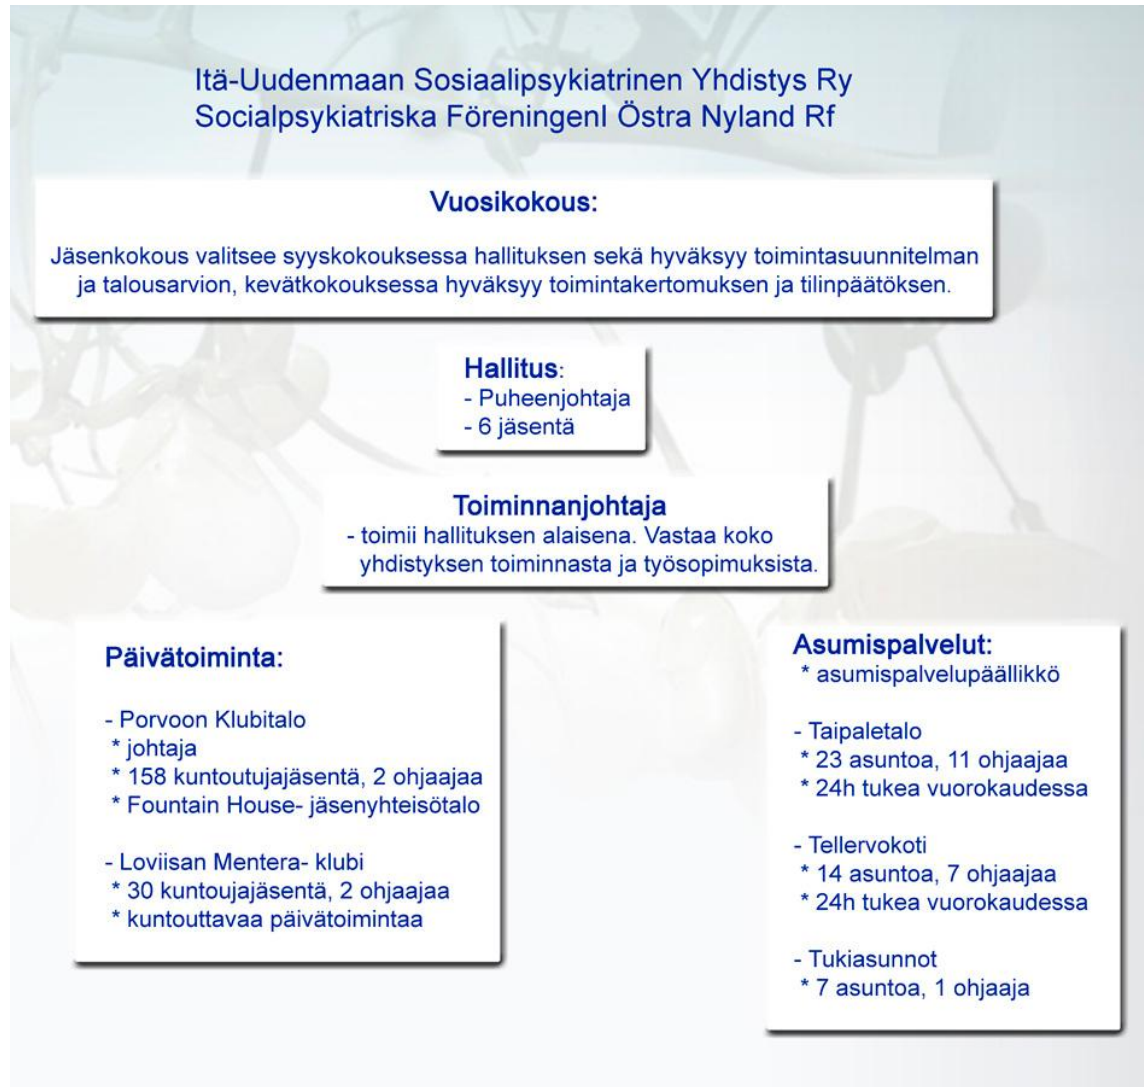 Itä-Uudenmaan Sosiaalipsykiatrinen Yhdistys Ry
Socialpsykiatriska FöreningenI Östra Nyland Rf
Vuosikokous:
Jäsenkokous valitsee syyskokouksessa hallituksen sekä hyväksyy toimintasuunnitelman
ja talousarvion, kevätkokouksessa hyväksyy toimintakertomuksen ja tilinpäätöksen.
Hallitus:
- Puheenjohtaja
- 6 jäsentä
Toiminnanjohtaja
- toimii hallituksen alaisena. Vastaa koko
yhdistyksen toiminnasta ja työsopimuksista.
Päivätoiminta:
- Porvoon Klubitalo
* johtaja
* 158 kuntoutujajäsentä, 2 ohjaajaa
* Fountain House- jäsenyhteisötalo
- Loviisan Mentera- klubi
* 30 kuntoujajäsentä, 2 ohjaajaa
* kuntouttavaa päivätoimintaa
Asumispalvelut:
* asumispalvelupäällikkö
- Taipaletalo
* 23 asuntoa, 11 ohjaajaa
* 24h tukea vuorokaudessa
- Tellervokoti
* 14 asuntoa, 7 ohjaajaa
* 24h tukea vuorokaudessa
- Tukiasunnot
* 7 asuntoa, 1 ohjaaja